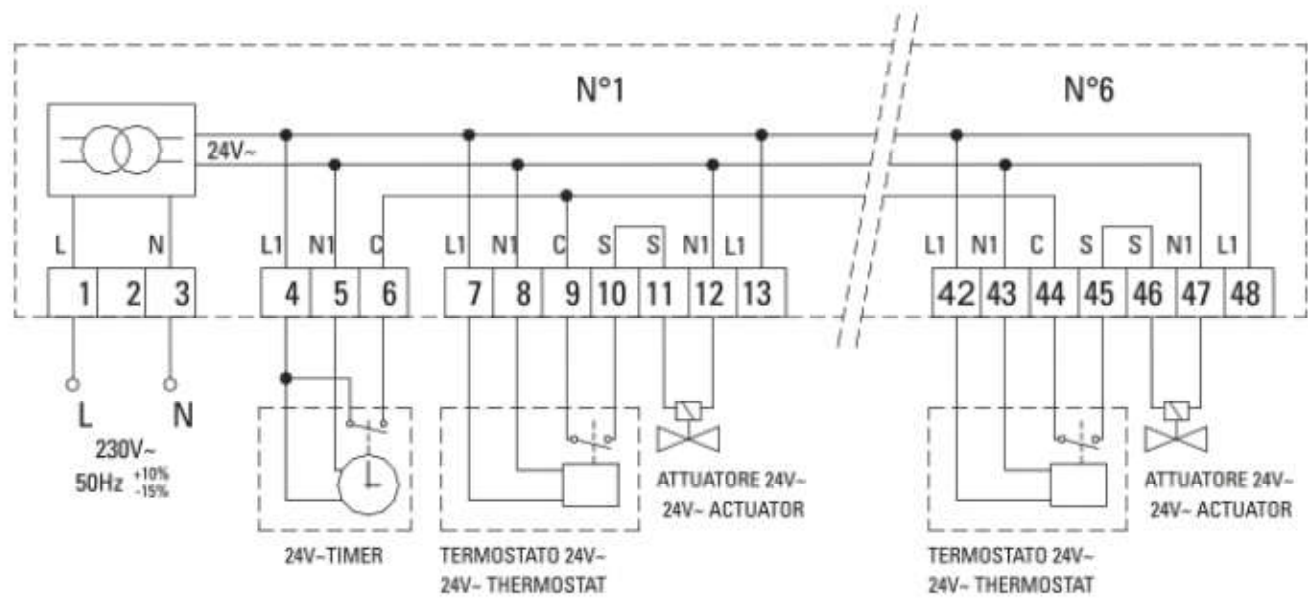 N°1
N°6
24V~
L N L1 N1 C L1 N1 C S S N1 L1 L1 N1 C S S N1 L1
1 2 3 4 5 6 7 8 9 10 11 12 13 42 43 44 45 46 47 48
L N
230V~
50Hz +10% -15%
24V~TIMER
TERMOSTATO 24V~
24V~ THERMOSTAT
ATTUATORE 24V~
24V~ ACTUATOR
TERMOSTATO 24V~
24V~ THERMOSTAT
ATTUATORE 24V~
24V~ ACTUATOR